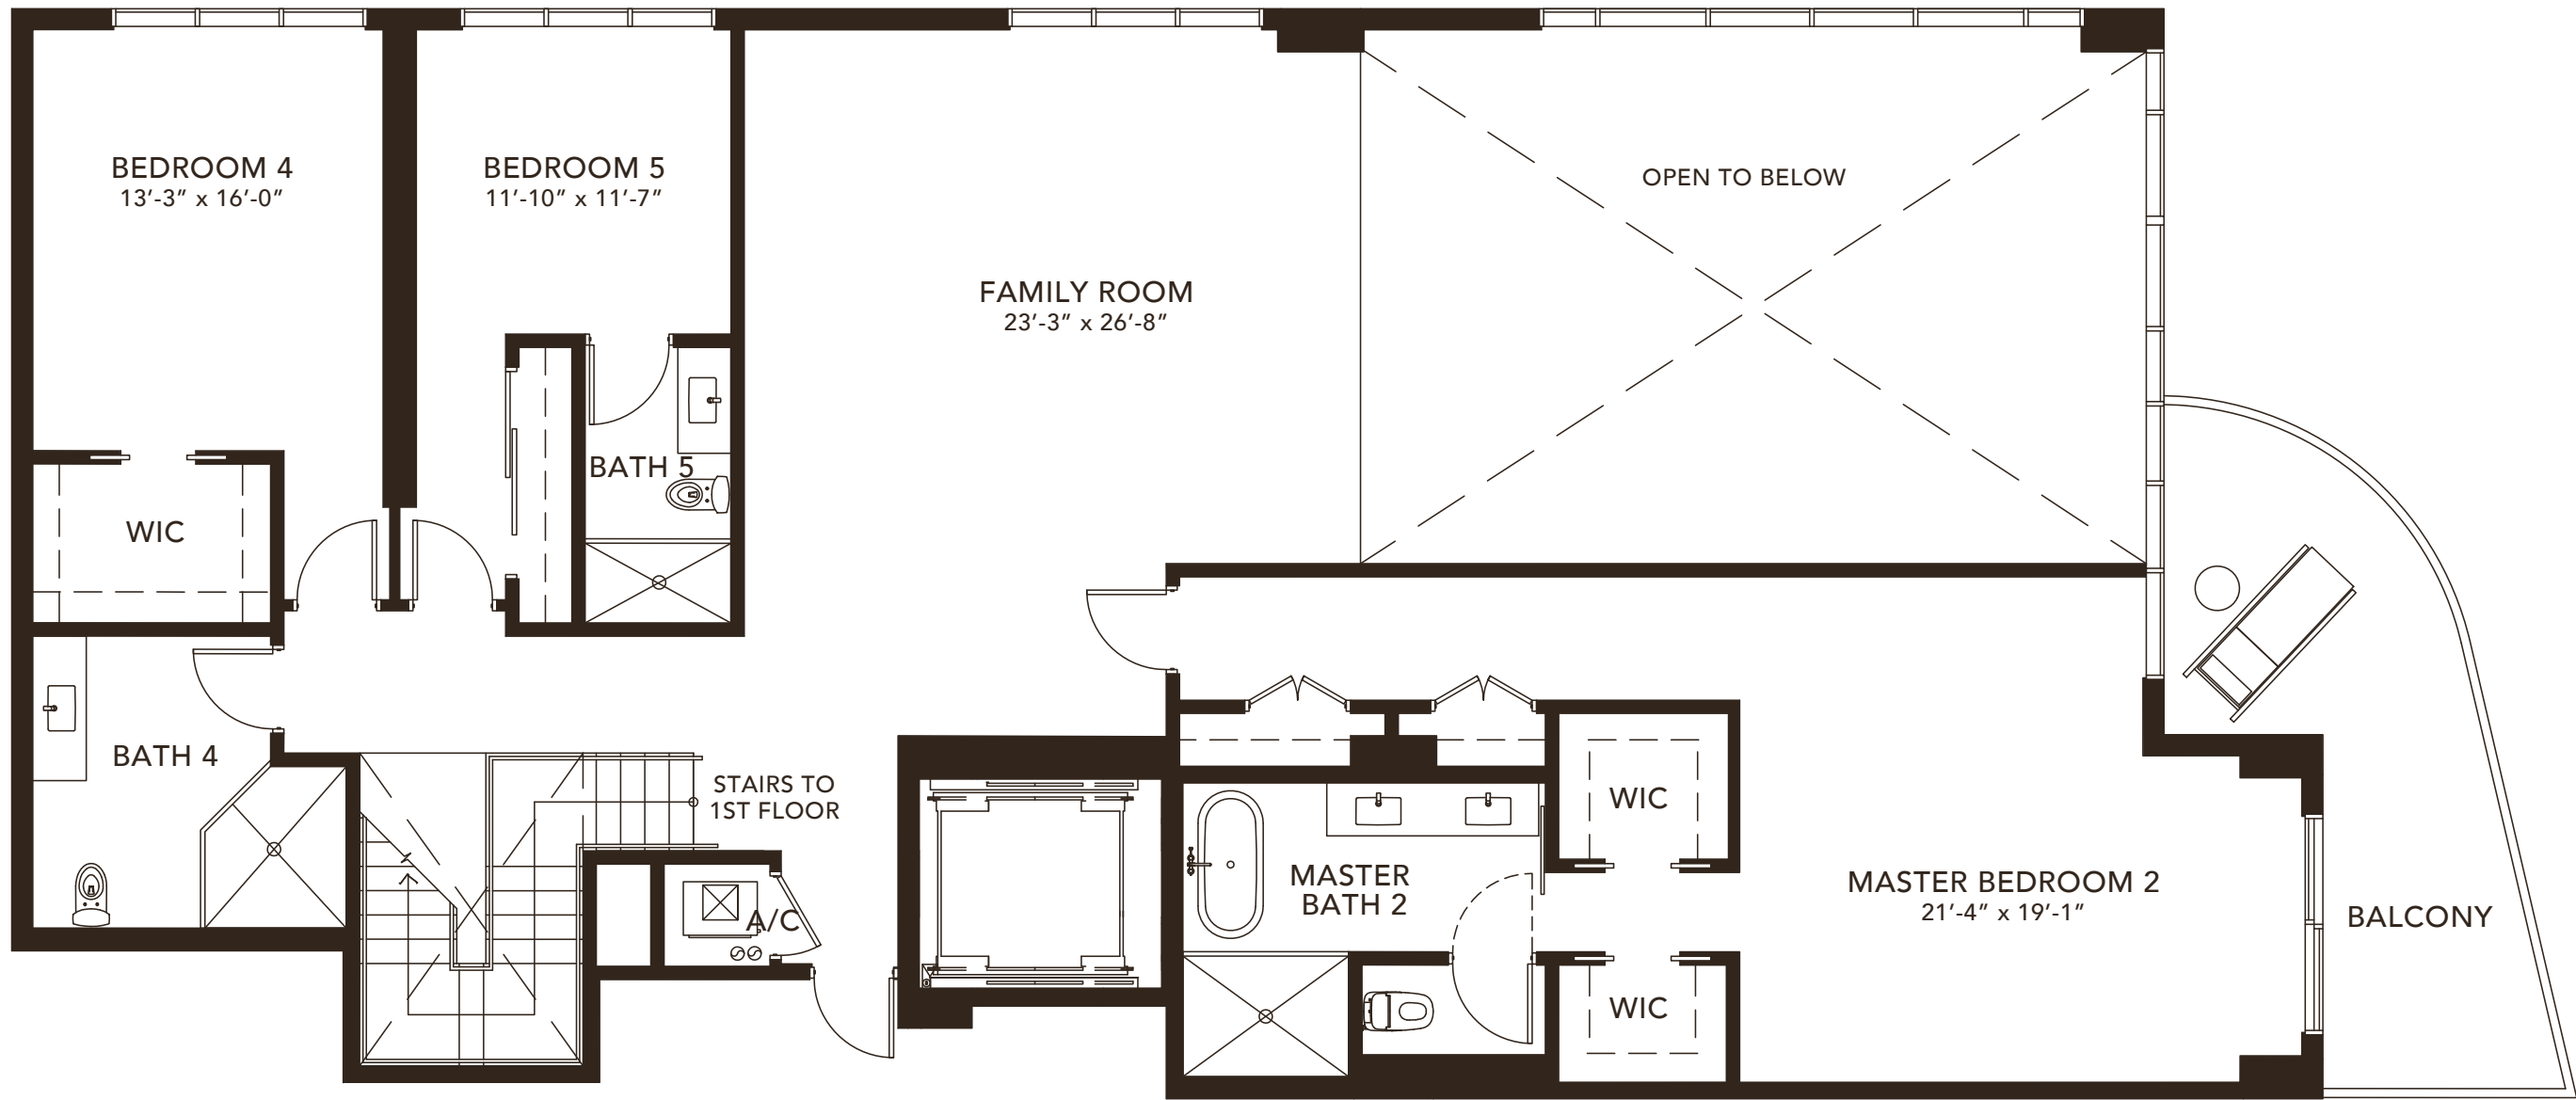 BEDROOM 4
13′-3″ x 16′-0″
BEDROOM 5
11′-10″ x 11′-7″
OPEN TO BELOW
FAMILY ROOM
23′-3″ x 26′-8″
BATH 5
WIC
BATH 4
STAIRS TO
1ST FLOOR
A/C
MASTER
BATH 2
WIC
WIC
MASTER BEDROOM 2
21′-4″ x 19′-1″
BALCONY